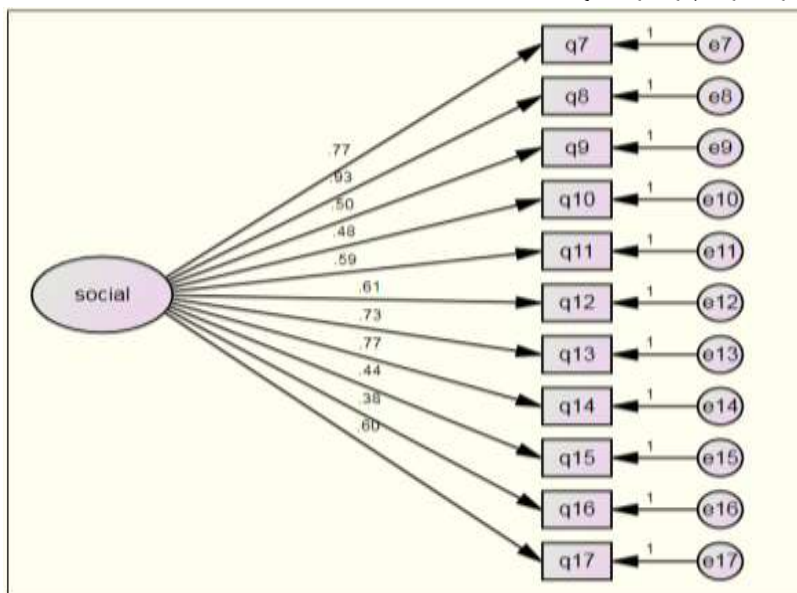 q7 1 e7
q8 1 e8
q9 1 e9
q10 1 e10
q11 1 e11
q12 1 e12
q13 1 e13
q14 1 e14
q15 1 e15
q16 1 e16
q17 1 e17
social
.77
.93
.50
.48
.59
.61
.73
.77
.44
.38
.60